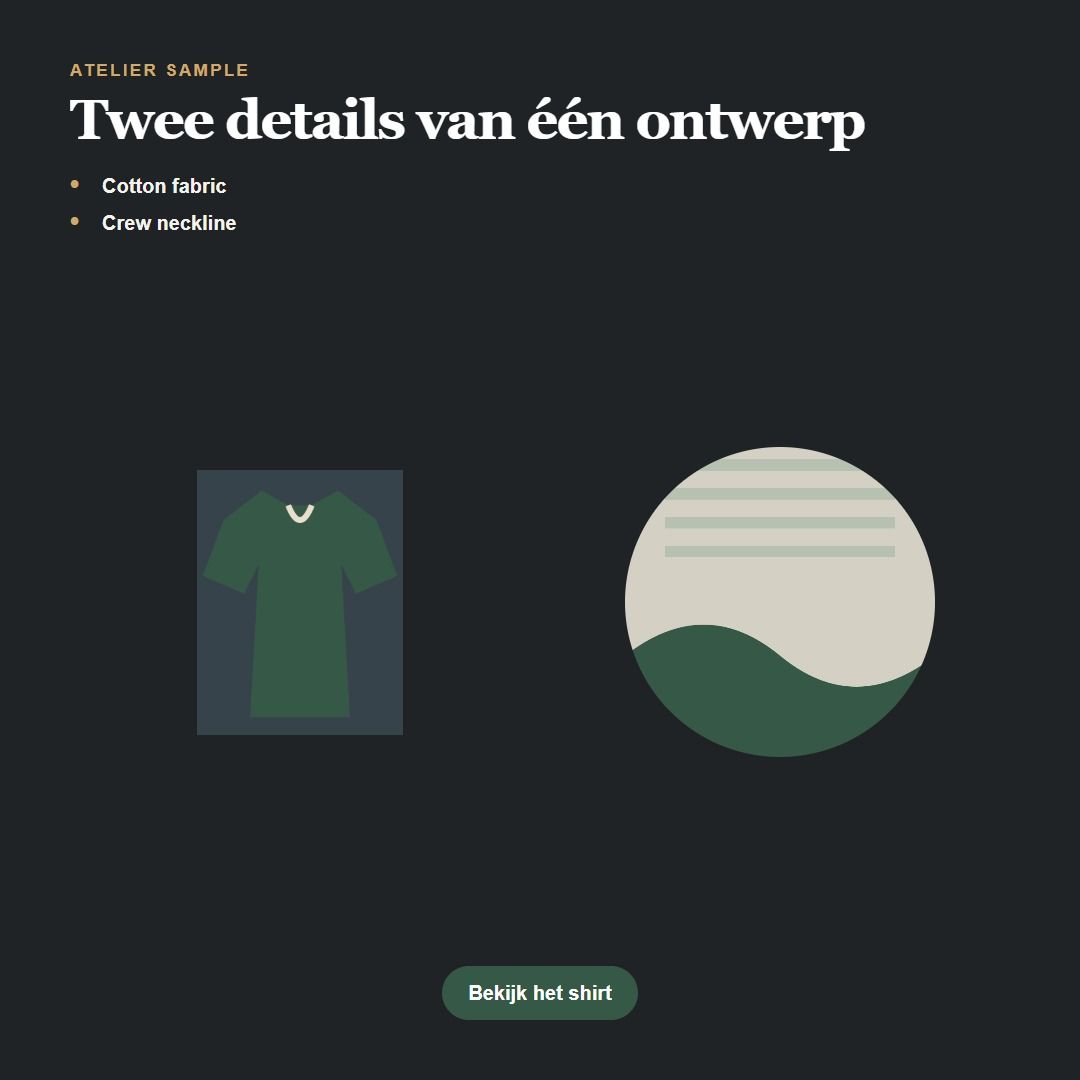 ATELIER SAMPLE
Twee details van één ontwerp
• Cotton fabric
• Crew neckline
Bekijk het shirt